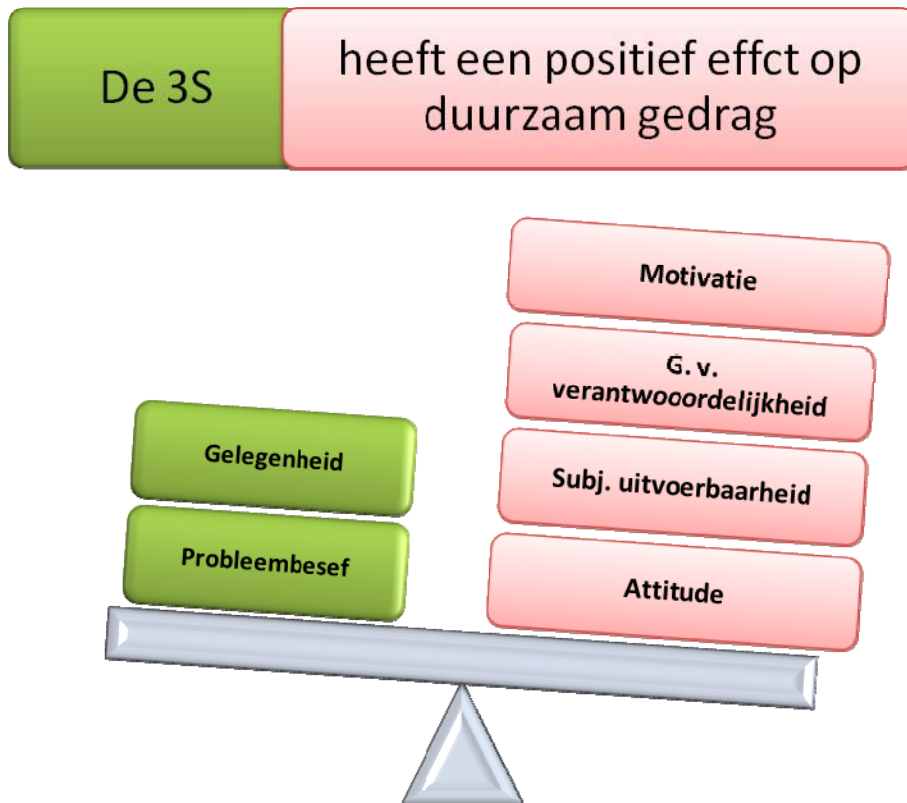 De 3S
heeft een positief effct op
duurzaam gedrag
Motivatie
G. v.
verantwooordelijkheid
Subj. uitvoerbaarheid
Attitude
Gelegenheid
Probleembesef